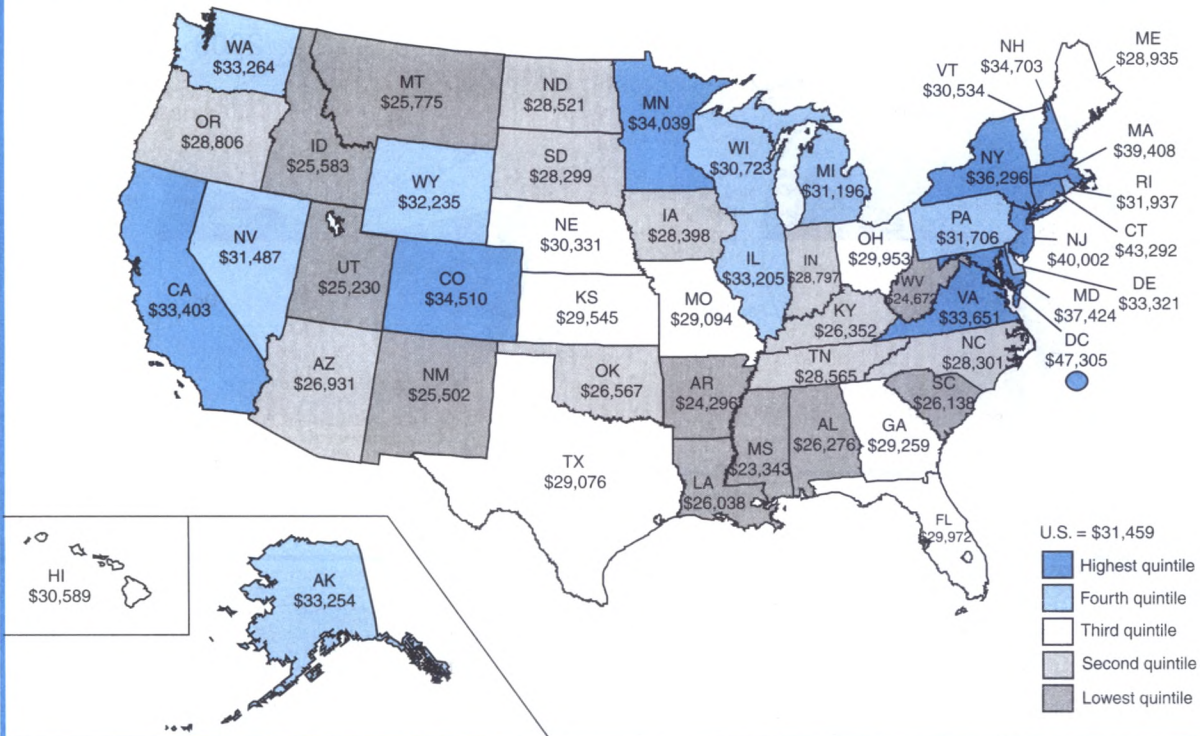 WA
$33,264
MT
$25,775
ND
$28,521
MN
$34,039
NH
$34,703
ME
$28,935
VT
$30,534
OR
$28,806
ID
$25,583
SD
$28,299
WI
$30,723
MI
$31,196
NY
$36,296
MA
$39,408
RI
$31,937
CT
$43,292
WY
$32,235
IA
$28,398
NE
$30,331
PA
$31,706
NJ
$40,002
DE
$33,321
MD
$37,424
DC
$47,305
NV
$31,487
UT
$25,230
CO
$34,510
CA
$33,403
KS
$29,545
MO
$29,094
IL
$33,205
IN
$28,797
OH
$29,953
WV
$24,672
VA
$33,651
KY
$26,352
NC
$28,301
TN
$28,565
AZ
$26,931
NM
$25,502
OK
$26,567
AR
$24,296
SC
$26,138
MS
$23,343
AL
$26,276
GA
$29,259
TX
$29,076
LA
$26,038
FL
$29,972
HI
$30,589
AK
$33,254
U.S. = $31,459
Highest quintile
Fourth quintile
Third quintile
Second quintile
Lowest quintile